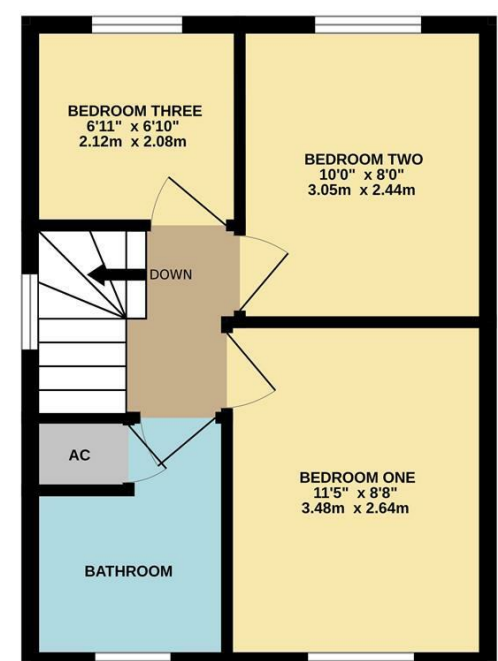 BEDROOM THREE
6'11" x 6'10"
2.12m x 2.08m
BEDROOM TWO
10'0" x 8'0"
3.05m x 2.44m
DOWN
AC
BEDROOM ONE
11'5" x 8'8"
3.48m x 2.64m
BATHROOM